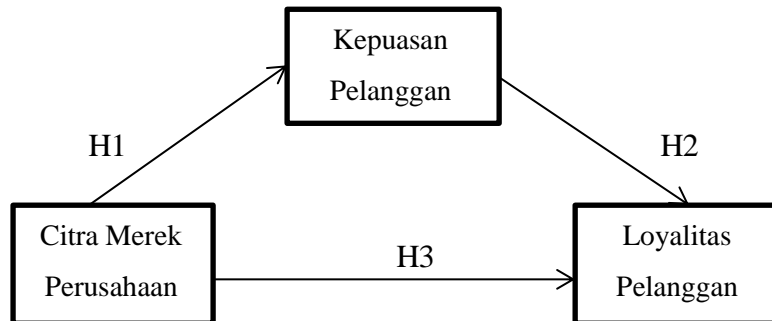 Kepuasan
Pelanggan
H1
H2
Citra Merek
Perusahaan
H3
Loyalitas
Pelanggan